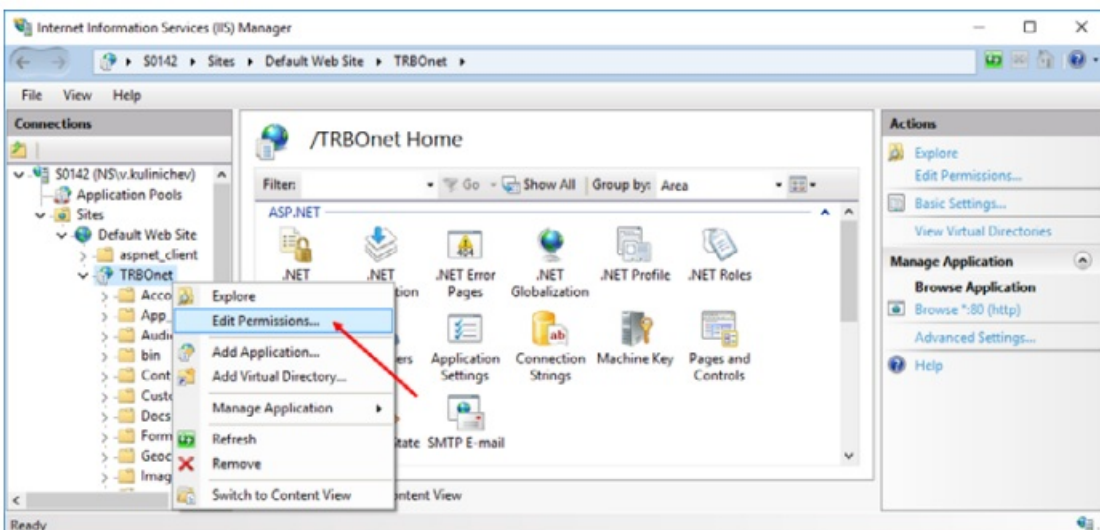 Internet Information Services (IIS) Manager
S0142 Sites Default Web Site TRBOnet
File View Help
Connections
S0142 (NS\v.kulinichev)
Application Pools
Sites
Default Web Site
aspnet_client
TRBOnet
Acco
App_
Audi
bin
Cont
Custo
Docs
Form
Geoc
Imag
Explore
Edit Permissions...
Add Application...
Add Virtual Directory...
Manage Application
Refresh
Remove
Switch to Content View
/TRBOnet Home
Filter: Go Show All Group by: Area
ASP.NET
.NET .NET .NET Error .NET .NET Profile .NET Roles
tion Pages Globalization
ers Application Connection Machine Key Pages and
Settings Strings Controls
tate SMTP E-mail
ntent View
Actions
Explore
Edit Permissions...
Basic Settings...
View Virtual Directories
Manage Application
Browse Application
Browse *:80 (http)
Advanced Settings...
Help
Ready